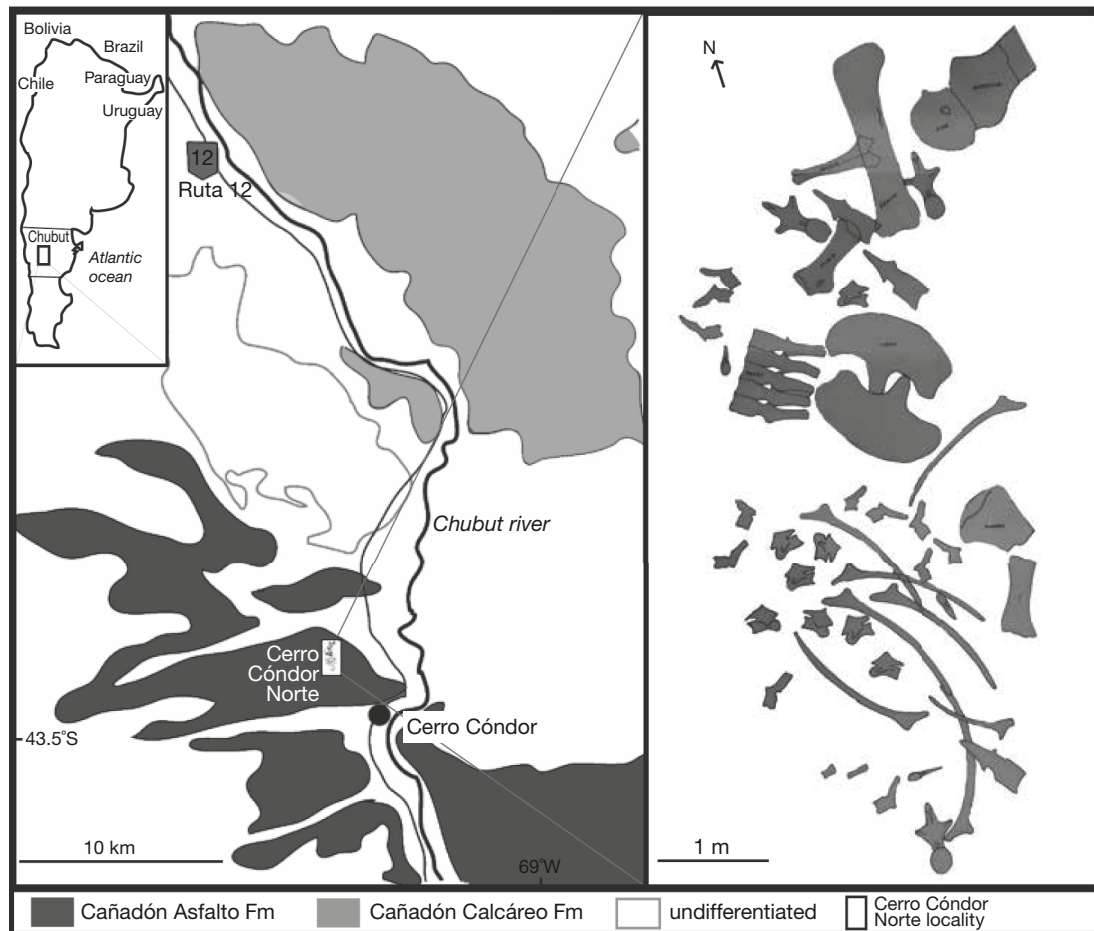 Bolivia
Brazil
Chile
Paraguay
Uruguay
Chubut
Atlantic
ocean
12
Ruta 12
Chubut river
Cerro
Cóndor
Norte
Cerro Cóndor
43.5°S
10 km
69°W
N
1 m
Cañadón Asfalto Fm
Cañadón Calcáreo Fm
undifferentiated
Cerro Cóndor
Norte locality